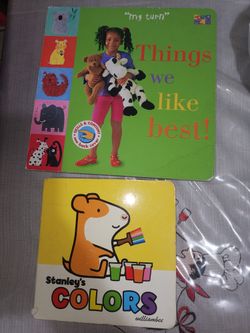 "my turn"
Things
we
like
best!
Stanley's
COLORS
williambee